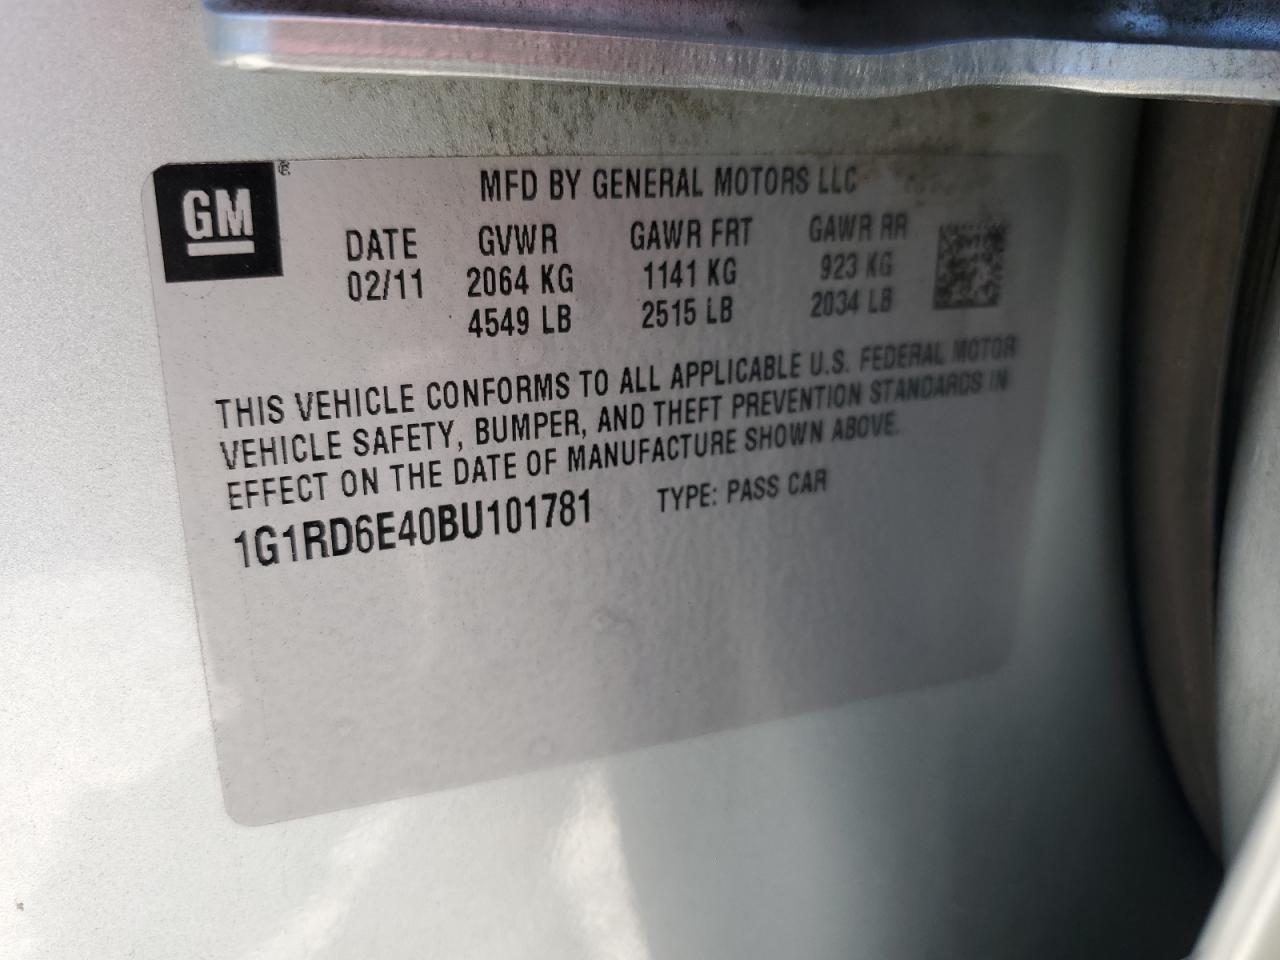 GM
MFD BY GENERAL MOTORS LLC
DATE GVWR GAWR FRT GAWR RR
02/11 2064 KG 1141 KG 923 KG
4549 LB 2515 LB 2034 LB
THIS VEHICLE CONFORMS TO ALL APPLICABLE U.S. FEDERAL MOTOR
VEHICLE SAFETY, BUMPER, AND THEFT PREVENTION STANDARDS IN
EFFECT ON THE DATE OF MANUFACTURE SHOWN ABOVE.
1G1RD6E40BU101781 TYPE: PASS CAR